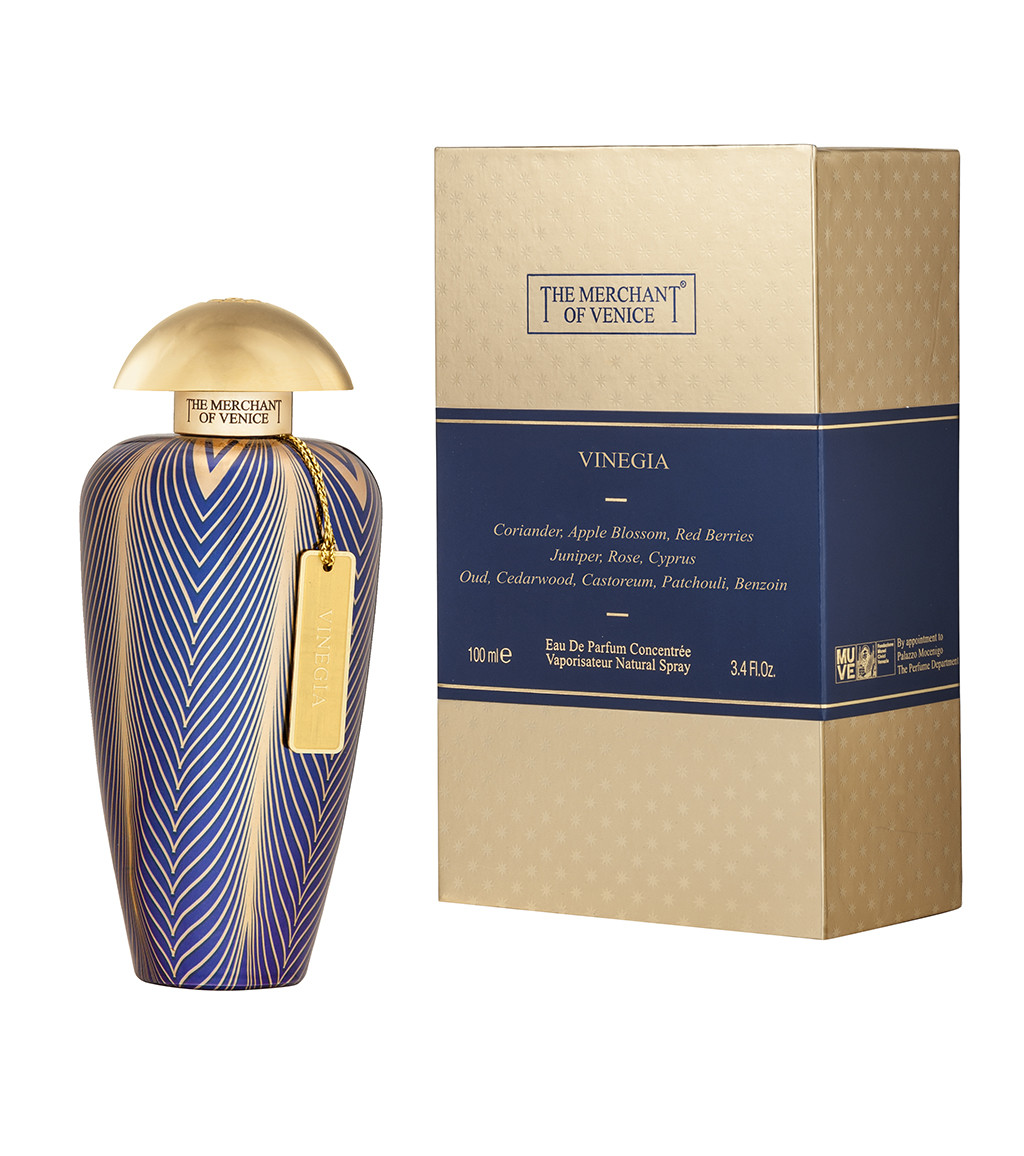 THE MERCHANT
OF VENICE
VINEGIA
THE MERCHANT®
OF VENICE
VINEGIA
Coriander, Apple Blossom, Red Berries
Juniper, Rose, Cyprus
Oud, Cedarwood, Castoreum, Patchouli, Benzoin
100 ml℮
Eau De Parfum Concentrée
Vaporisateur Natural Spray
3.4 Fl.Oz.
MU
VE
By appointment to
Palazzo Mocenigo
The Perfume Department